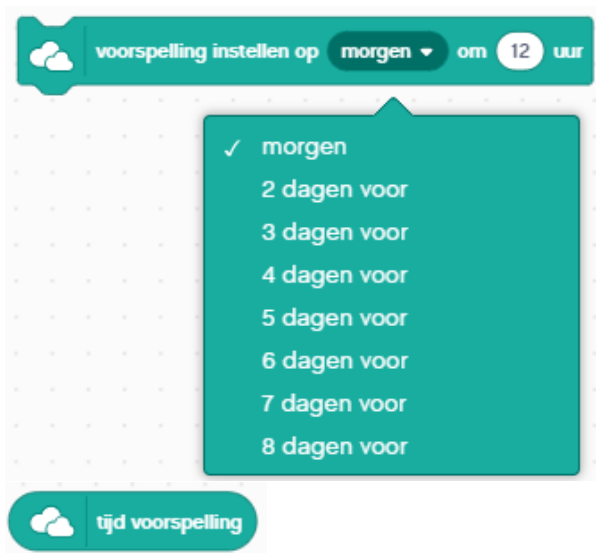 voorspelling instellen op morgen om 12 uur
morgen
2 dagen voor
3 dagen voor
4 dagen voor
5 dagen voor
6 dagen voor
7 dagen voor
8 dagen voor
tijd voorspelling